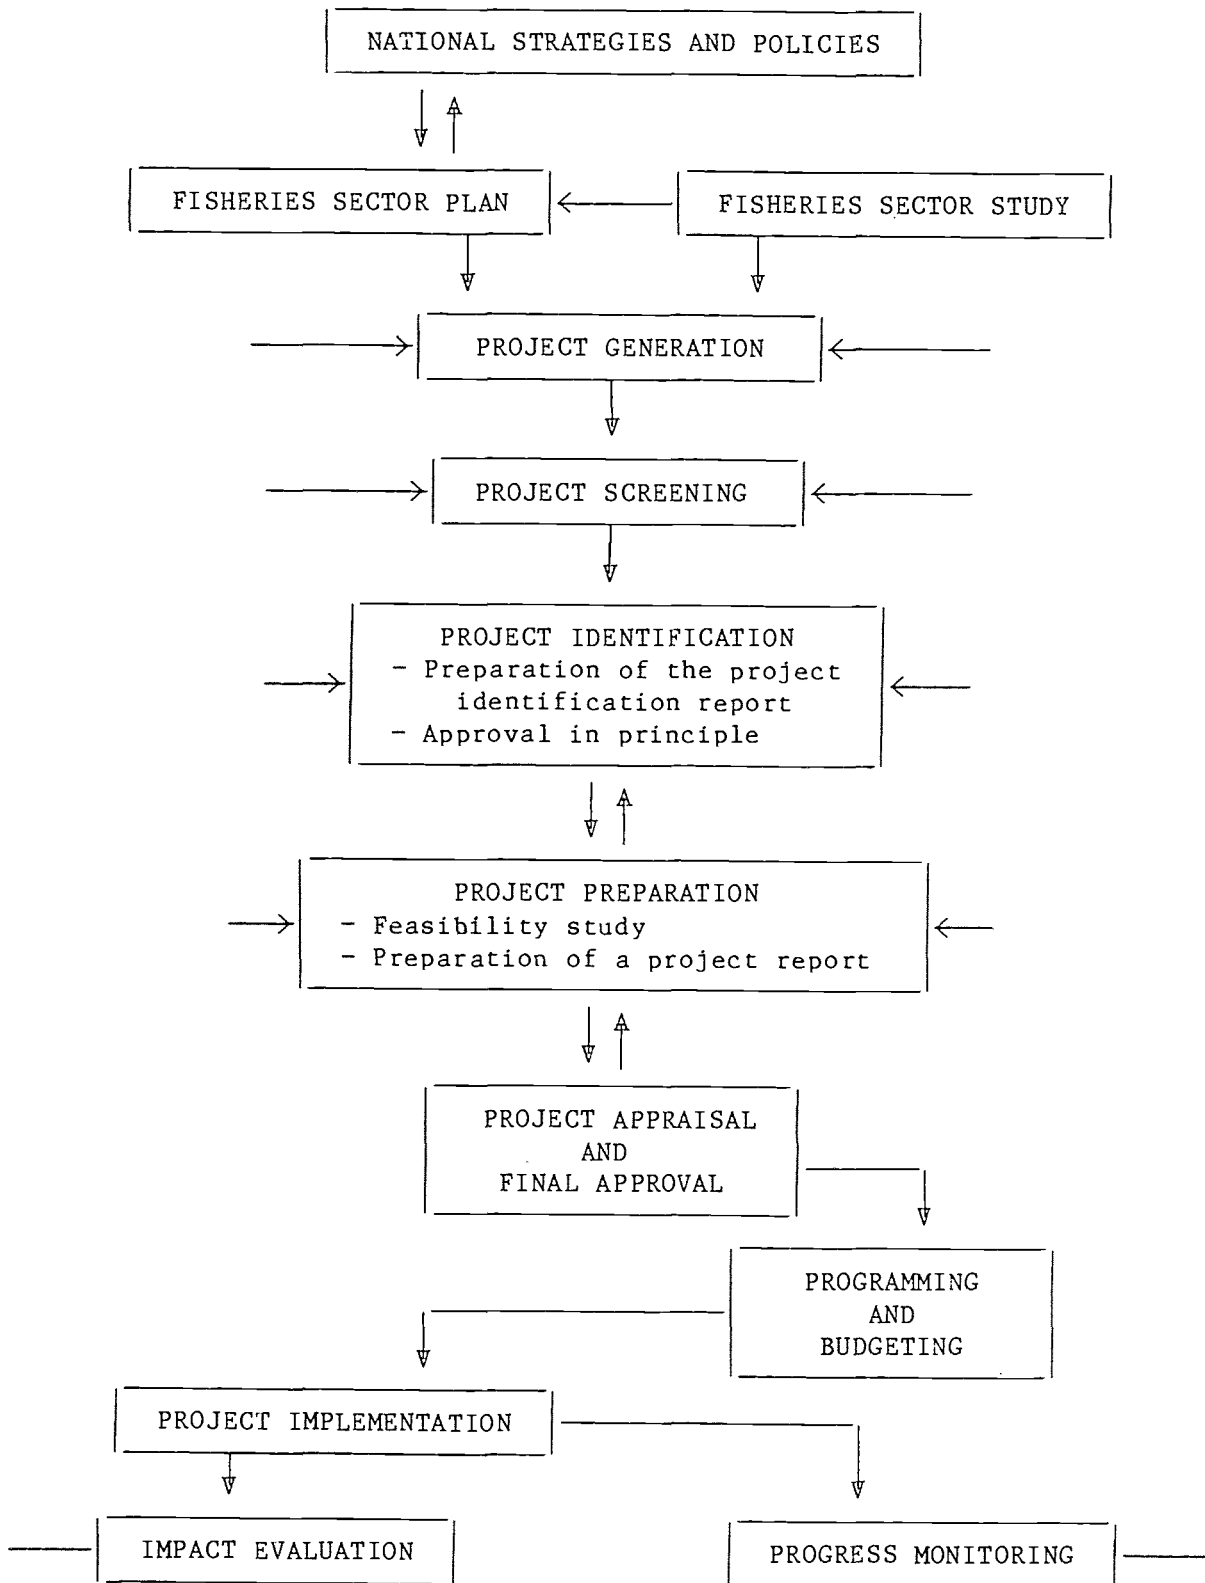 NATIONAL STRATEGIES AND POLICIES
FISHERIES SECTOR PLAN
FISHERIES SECTOR STUDY
PROJECT GENERATION
PROJECT SCREENING
PROJECT IDENTIFICATION
- Preparation of the project
identification report
- Approval in principle
PROJECT PREPARATION
- Feasibility study
- Preparation of a project report
PROJECT APPRAISAL
AND
FINAL APPROVAL
PROGRAMMING
AND
BUDGETING
PROJECT IMPLEMENTATION
IMPACT EVALUATION
PROGRESS MONITORING